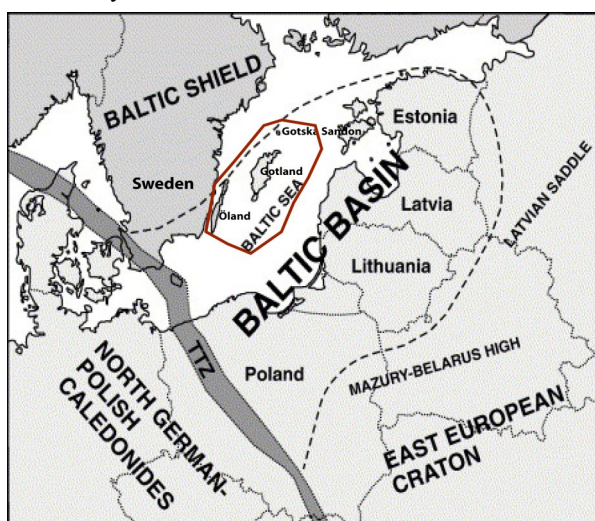 BALTIC SHIELD
Estonia
Gotska Sandon
Sweden
Gotland
Öland
BALTIC SEA
BALTIC BASIN
Latvia
LATVIAN SADDLE
Lithuania
TTZ
Poland
MAZURY-BELARUS HIGH
NORTH GERMAN-
POLISH
CALEDONIDES
EAST EUROPEAN
CRATON